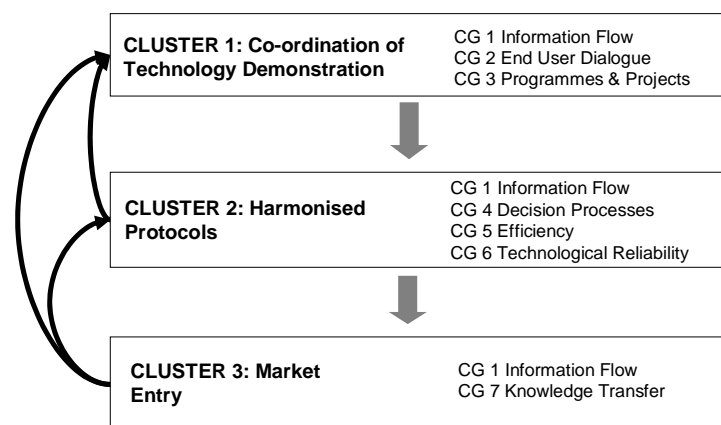 CLUSTER 1: Co-ordination of
Technology Demonstration
CG 1 Information Flow
CG 2 End User Dialogue
CG 3 Programmes & Projects
CLUSTER 2: Harmonised
Protocols
CG 1 Information Flow
CG 4 Decision Processes
CG 5 Efficiency
CG 6 Technological Reliability
CLUSTER 3: Market
Entry
CG 1 Information Flow
CG 7 Knowledge Transfer